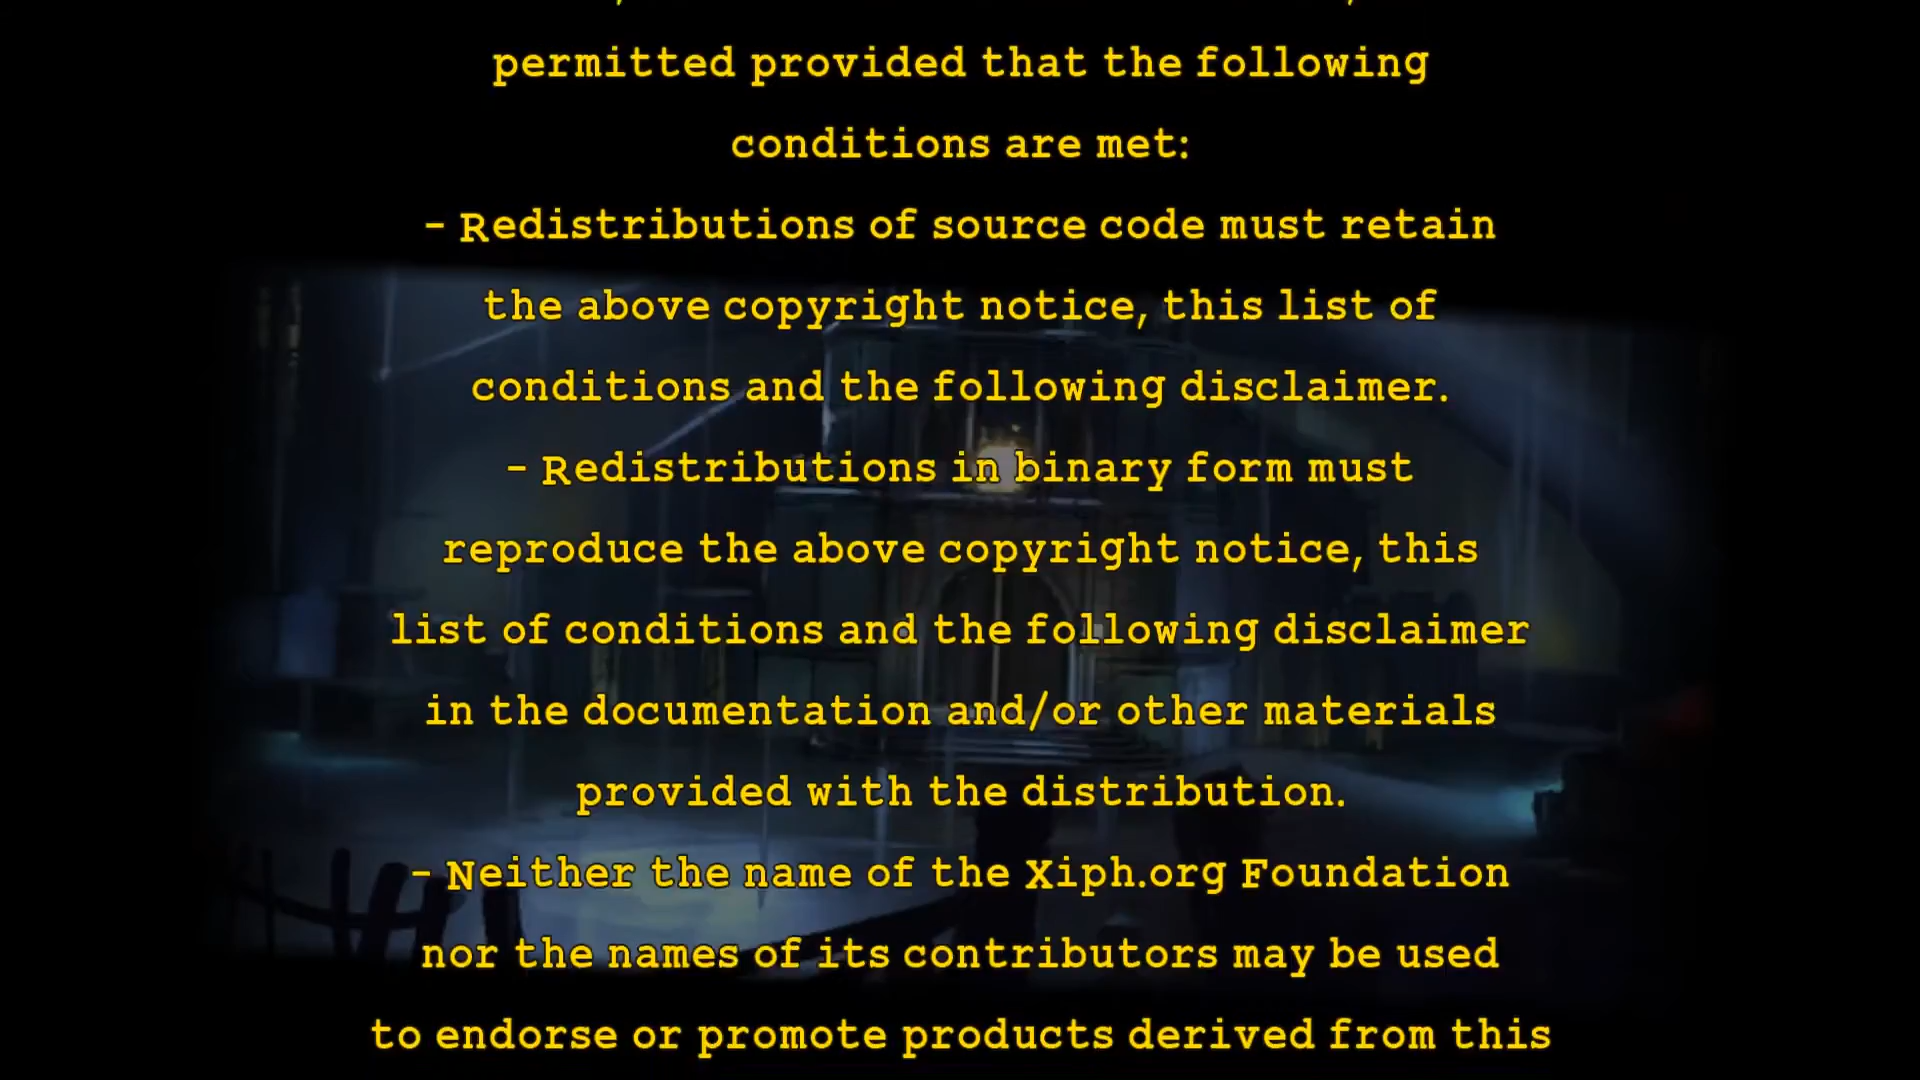 permitted provided that the following
conditions are met:
- Redistributions of source code must retain
the above copyright notice, this list of
conditions and the following disclaimer.
- Redistributions in binary form must
reproduce the above copyright notice, this
list of conditions and the following disclaimer
in the documentation and/or other materials
provided with the distribution.
- Neither the name of the Xiph.org Foundation
nor the names of its contributors may be used
to endorse or promote products derived from this